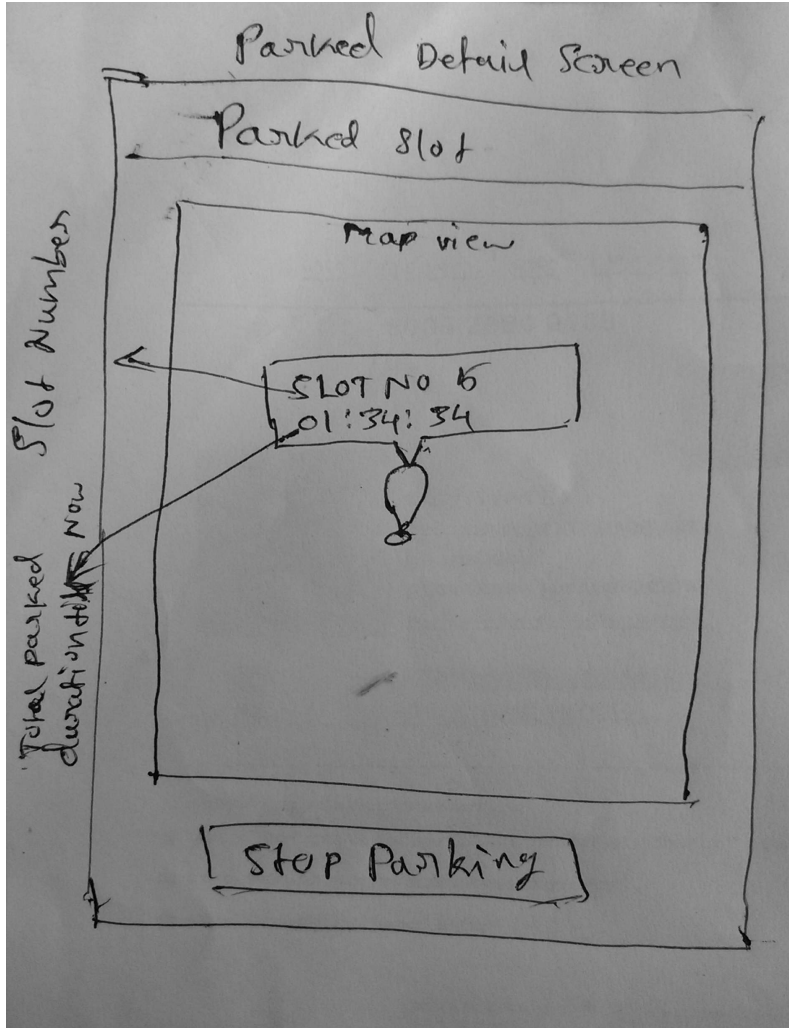 Parked Detail Screen
Parked Slot
Map view
SLOT NO 5
01:34:34
Stop Parking
Slot Number
Total parked
duration till Now